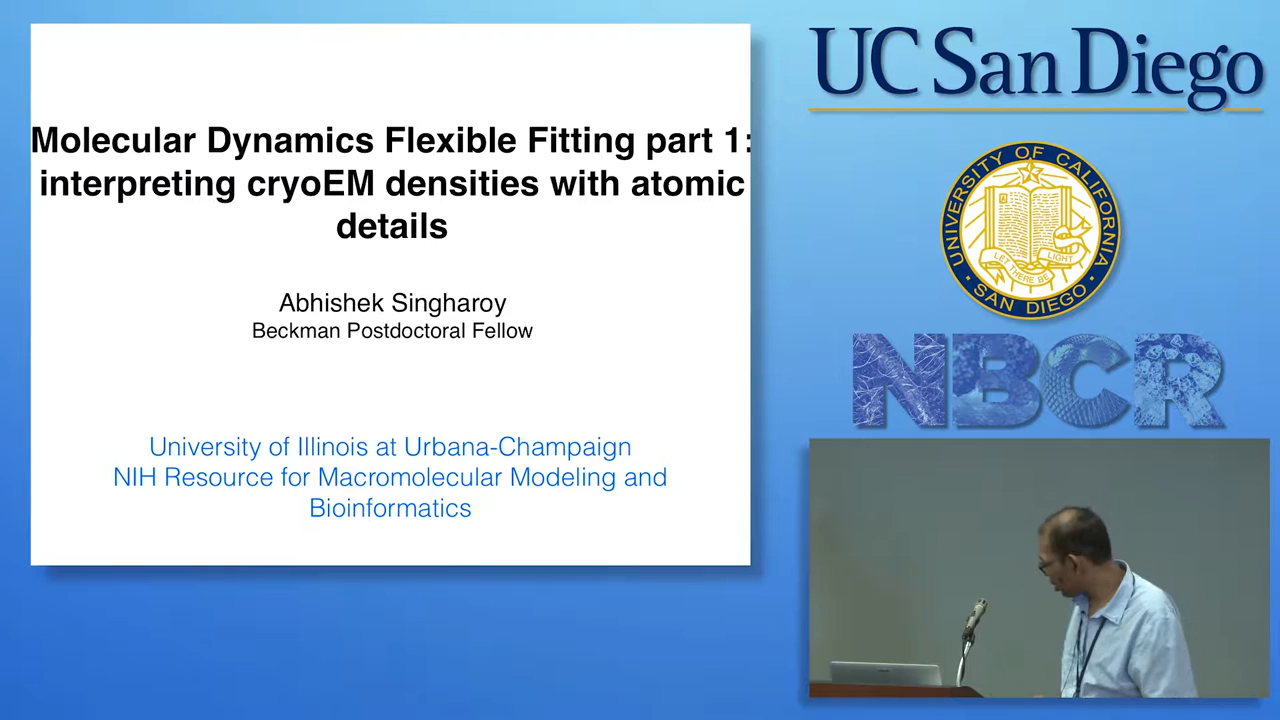 Molecular Dynamics Flexible Fitting part 1:
interpreting cryoEM densities with atomic
details
Abhishek Singharoy
Beckman Postdoctoral Fellow
University of Illinois at Urbana-Champaign
NIH Resource for Macromolecular Modeling and
Bioinformatics
UC San Diego
UNIVERSITY OF CALIFORNIA
LET THERE BE LIGHT
SAN DIEGO
NBCR